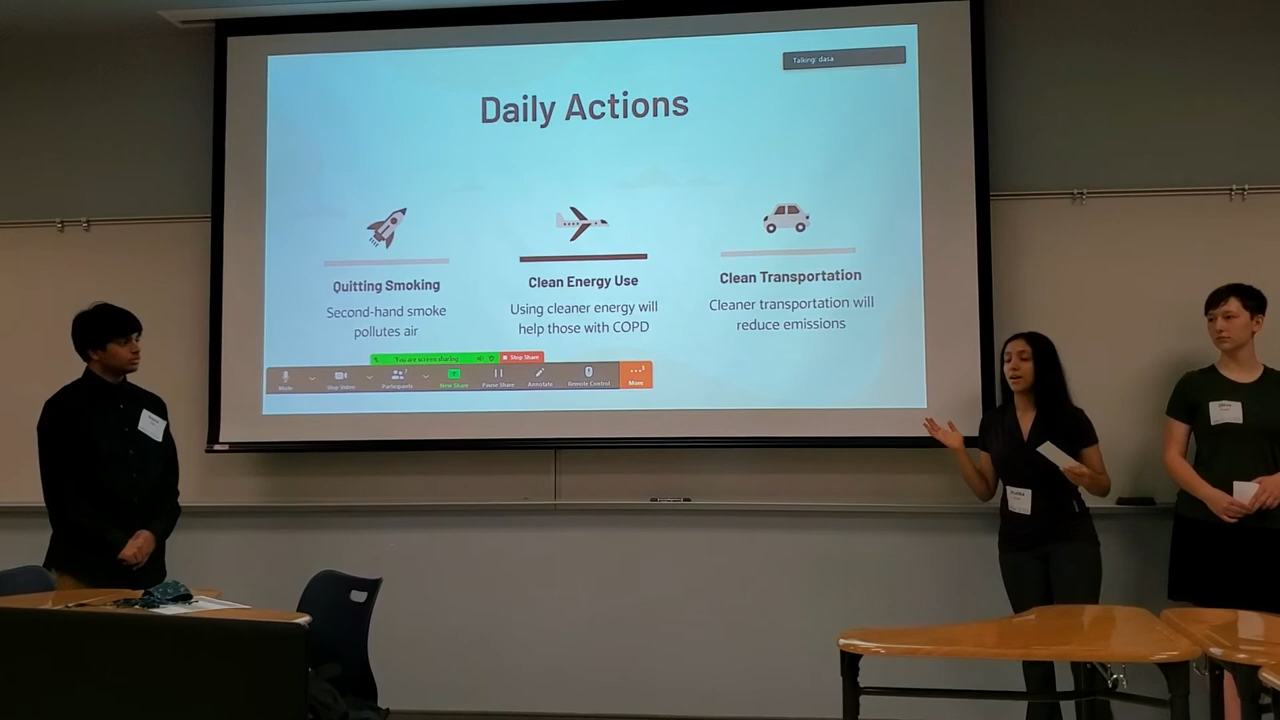 Talking: dasa
Daily Actions
Quitting Smoking
Second-hand smoke
pollutes air
Clean Energy Use
Using cleaner energy will
help those with COPD
Clean Transportation
Cleaner transportation will
reduce emissions
You are screen sharing
Stop Share
Mute
Stop Video
Participants
New Share
Pause Share
Annotate
Remote Control
More